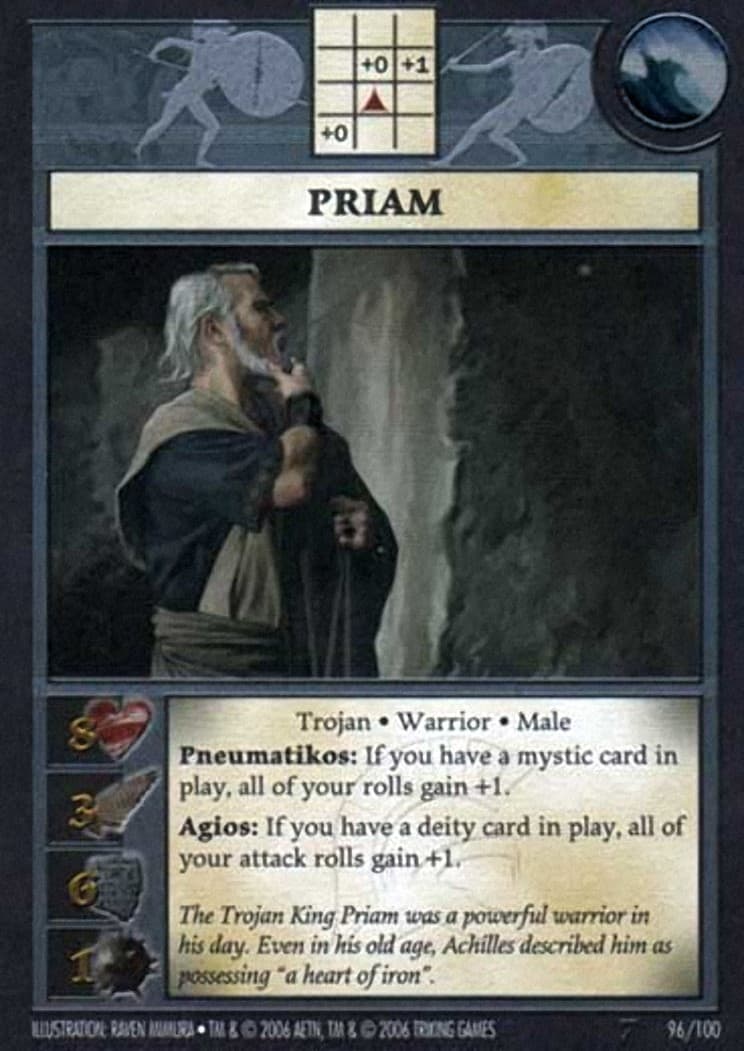 +0 +1
+0
PRIAM
Trojan • Warrior • Male
8
Pneumatikos: If you have a mystic card in
play, all of your rolls gain +1.
3
Agios: If you have a deity card in play, all of
your attack rolls gain +1.
6
The Trojan King Priam was a powerful warrior in
his day. Even in his old age, Achilles described him as
1
possessing "a heart of iron".
ILLUSTRATION: RAVEN MIMURA • TM & © 2006 AETN, TM & © 2006 TRIKING GAMES
96/100